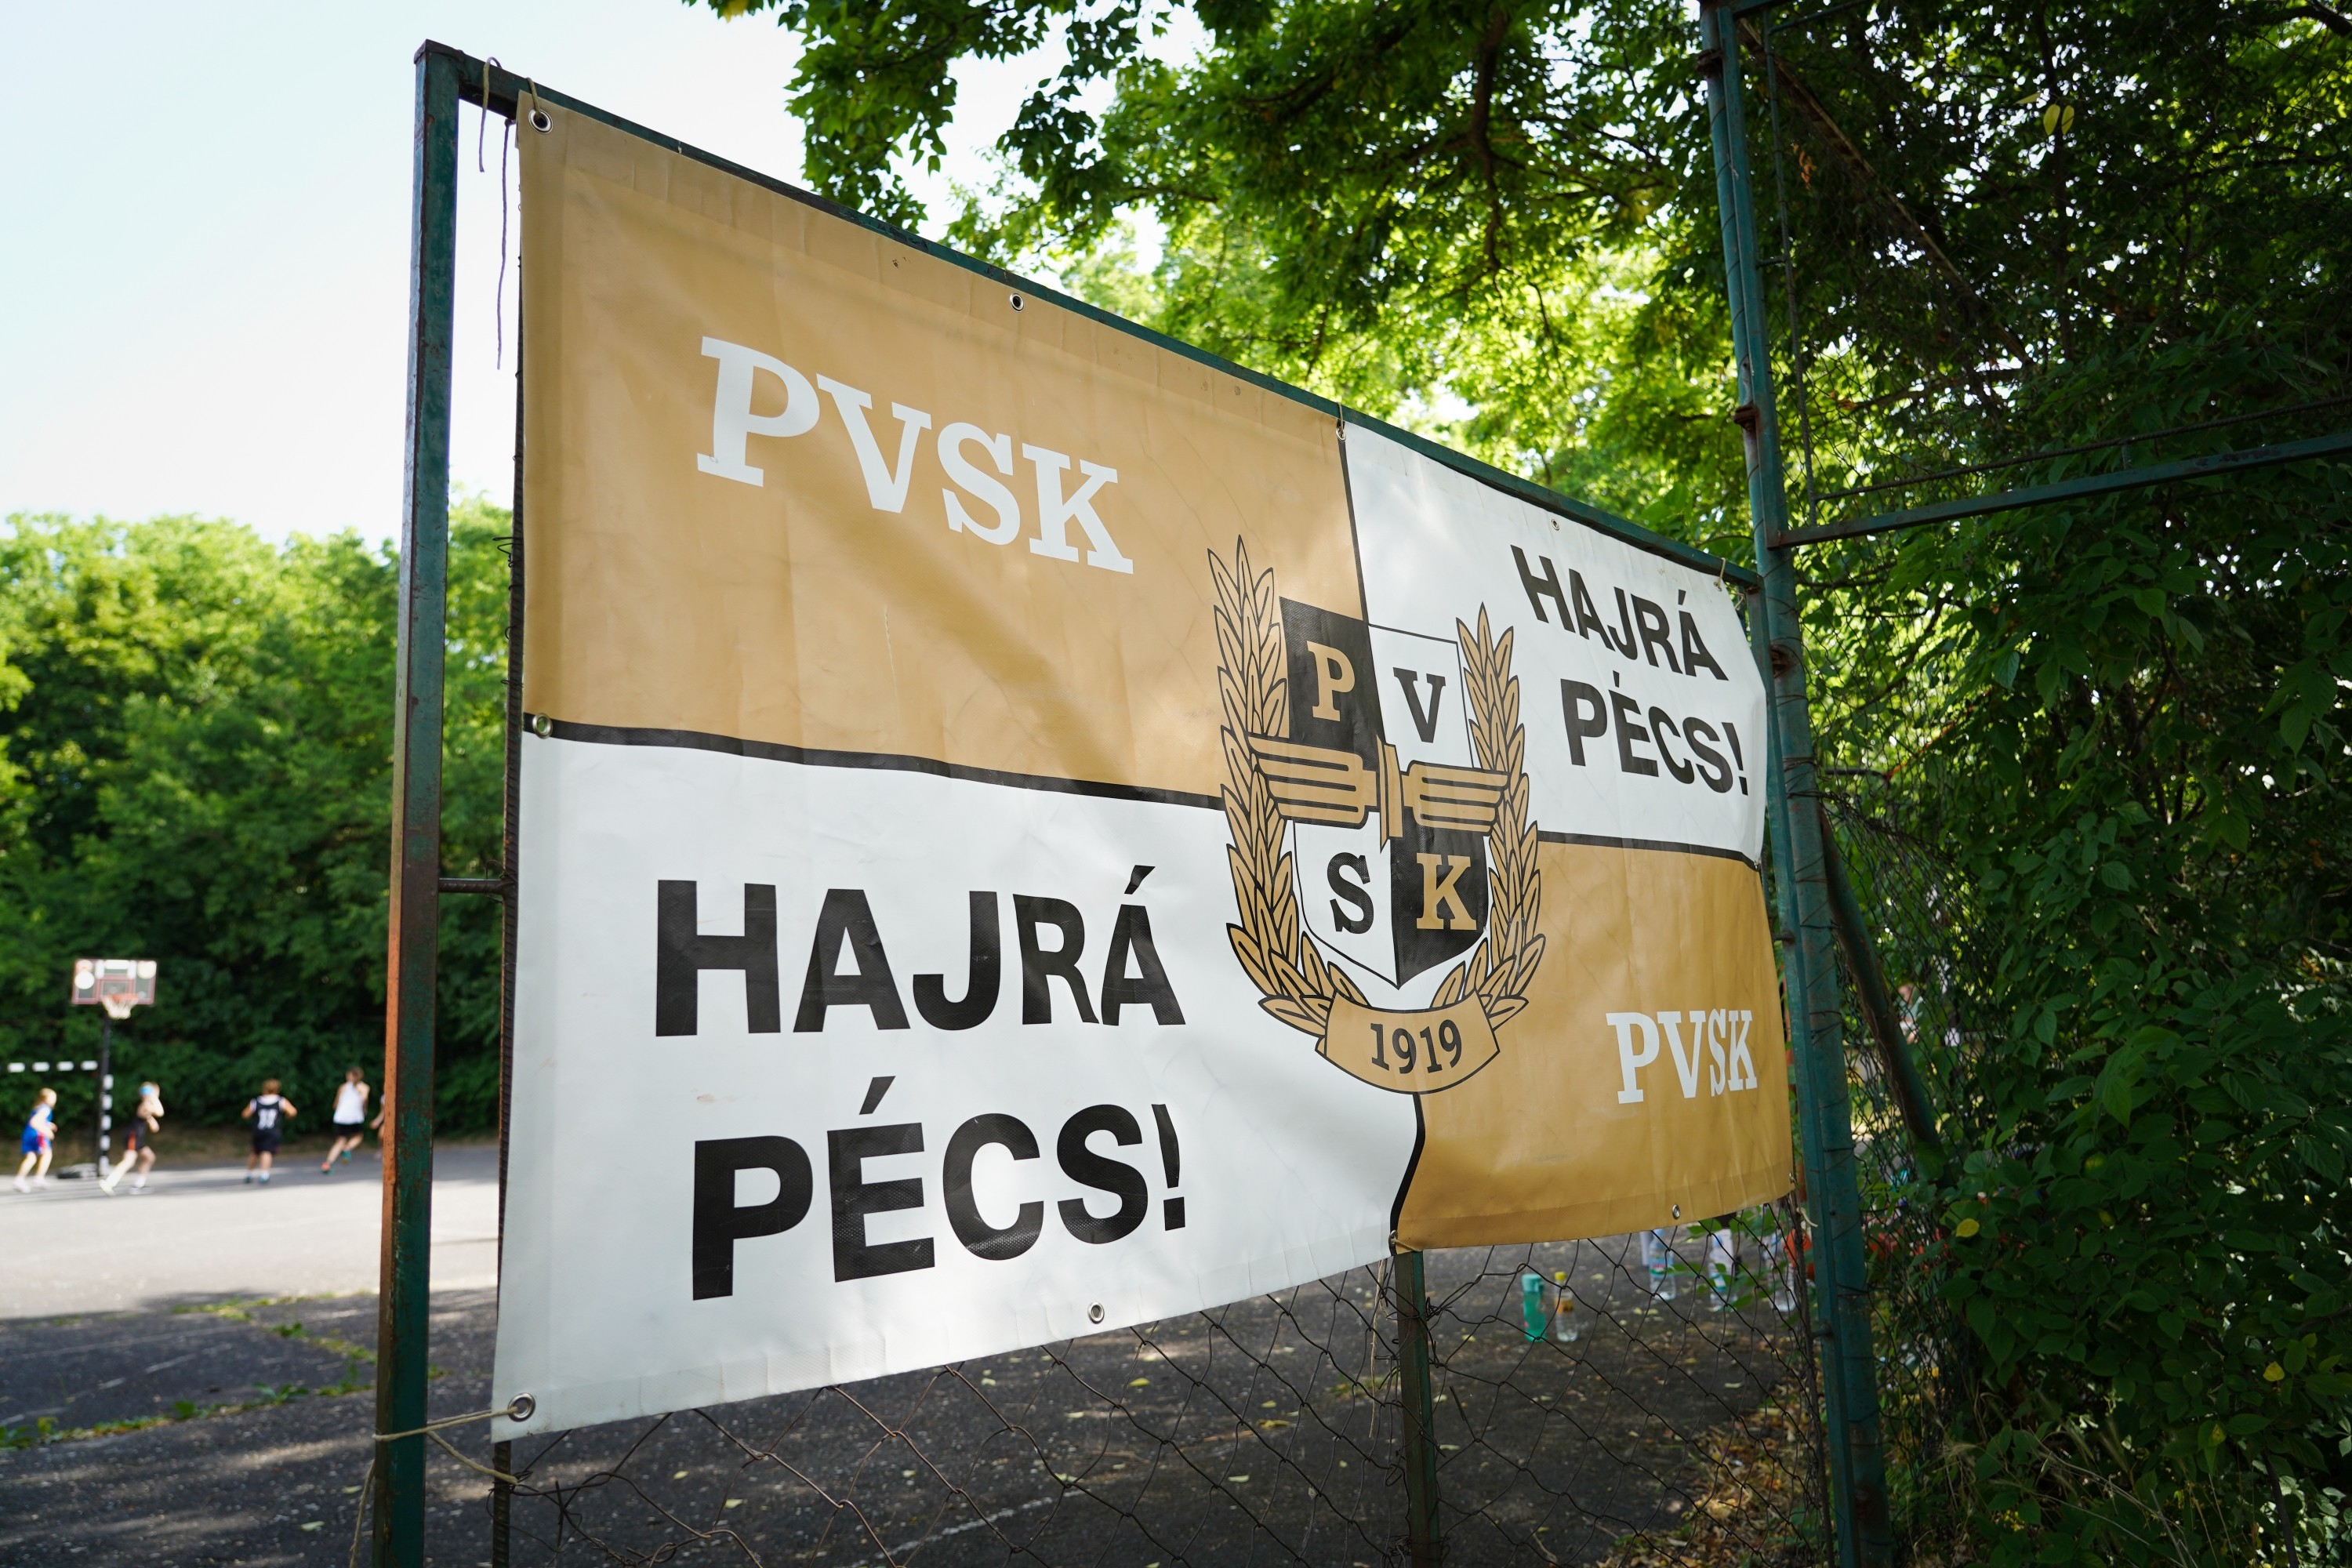 PVSK
HAJRÁ
PÉCS!
P V
S K
1919
HAJRÁ
PÉCS!
PVSK